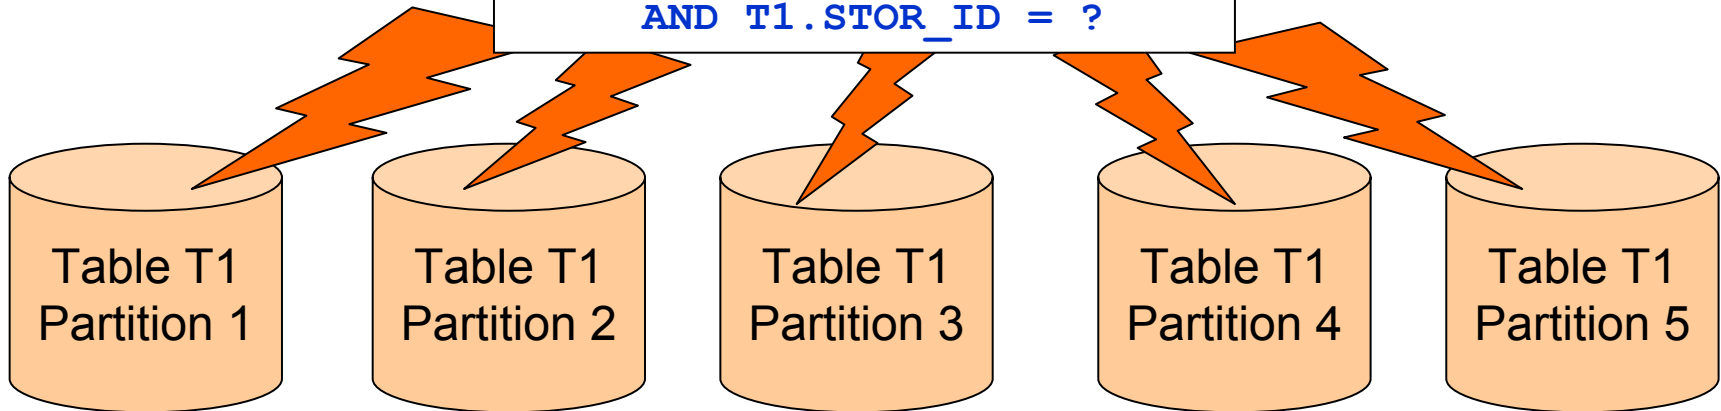 AND T1.STOR_ID = ?
Table T1
Partition 1
Table T1
Partition 2
Table T1
Partition 3
Table T1
Partition 4
Table T1
Partition 5